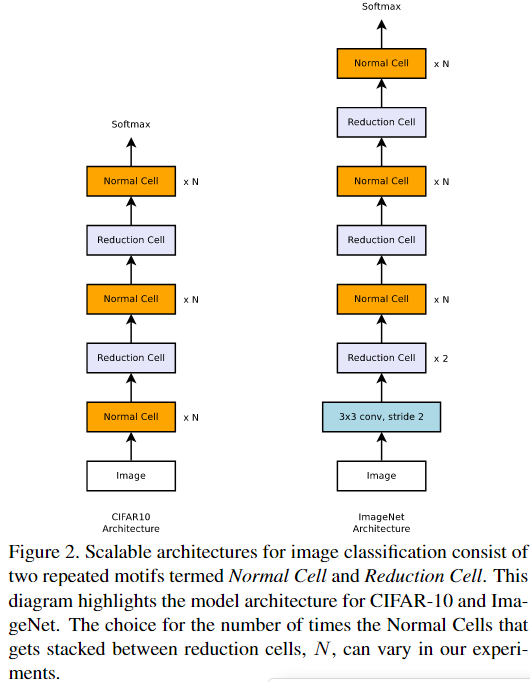 Softmax
Normal Cell x N
Reduction Cell
Normal Cell x N
Reduction Cell
Normal Cell x N
Image
CIFAR10
Architecture
Softmax
Normal Cell x N
Reduction Cell
Normal Cell x N
Reduction Cell
Normal Cell x N
Reduction Cell x 2
3x3 conv, stride 2
Image
ImageNet
Architecture
Figure 2. Scalable architectures for image classification consist of
two repeated motifs termed Normal Cell and Reduction Cell. This
diagram highlights the model architecture for CIFAR-10 and Ima-
geNet. The choice for the number of times the Normal Cells that
gets stacked between reduction cells, N, can vary in our experi-
ments.